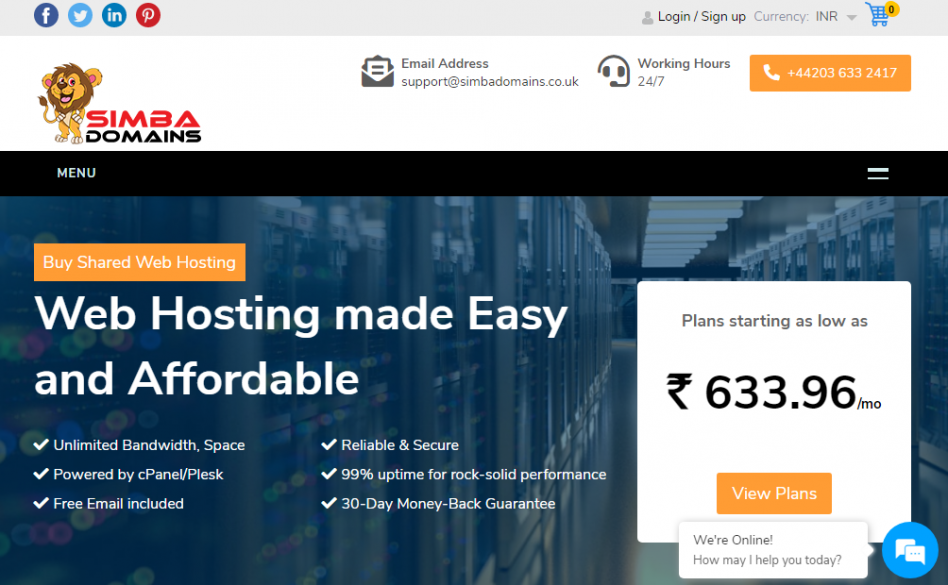 Login / Sign up Currency: INR 0
Email Address
support@simbadomains.co.uk
Working Hours
24/7
+44203 633 2417
SIMBA
DOMAINS
MENU
Buy Shared Web Hosting
Web Hosting made Easy
and Affordable
Unlimited Bandwidth, Space
Powered by cPanel/Plesk
Free Email included
Reliable & Secure
99% uptime for rock-solid performance
30-Day Money-Back Guarantee
Plans starting as low as
₹ 633.96/mo
View Plans
We're Online!
How may I help you today?